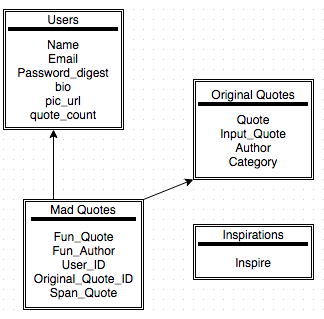 Users
Name
Email
Password_digest
bio
pic_url
quote_count
Original Quotes
Quote
Input_Quote
Author
Category
Mad Quotes
Fun_Quote
Fun_Author
User_ID
Original_Quote_ID
Span_Quote
Inspirations
Inspire